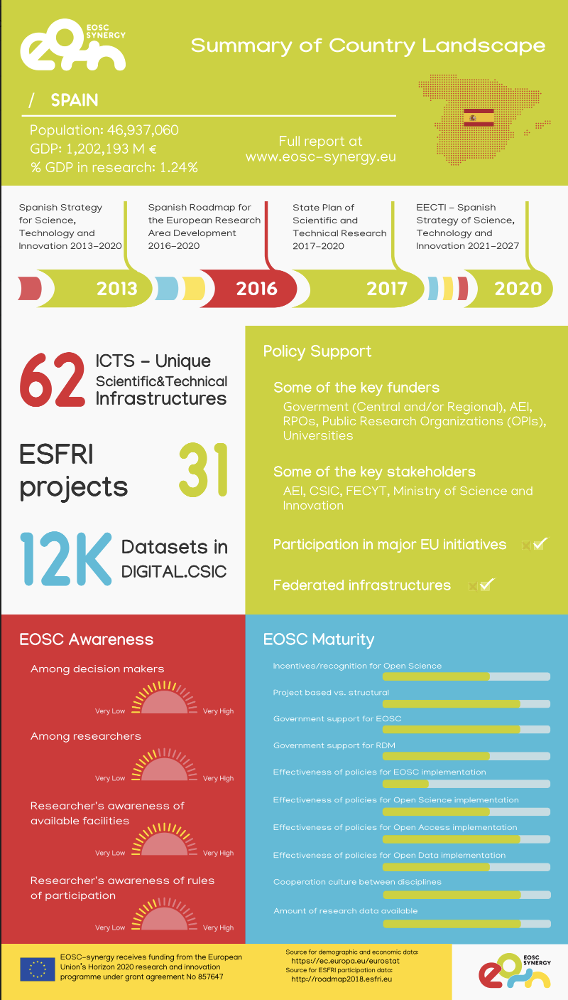 EOSC
SYNERGY
Summary of Country Landscape
/ SPAIN
Population: 46,937,060
GDP: 1,202,193 M €
% GDP in research: 1.24%
Full report at
www.eosc-synergy.eu
Spanish Strategy
for Science,
Technology and
Innovation 2013-2020
Spanish Roadmap for
the European Research
Area Development
2016-2020
State Plan of
Scientific and
Technical Research
2017-2020
EECTI - Spanish
Strategy of Science,
Technology and
Innovation 2021-2027
2013
2016
2017
2020
62
ICTS - Unique
Scientific&Technical
Infrastructures
ESFRI
projects
31
12K
Datasets in
DIGITAL.CSIC
Policy Support
Some of the key funders
Goverment (Central and/or Regional), AEI,
RPOs, Public Research Organizations (OPIs),
Universities
Some of the key stakeholders
AEI, CSIC, FECYT, Ministry of Science and
Innovation
Participation in major EU initiatives
Federated infrastructures
EOSC Awareness
Among decision makers
Very Low Very High
Among researchers
Very Low Very High
Researcher's awareness of
available facilities
Very Low Very High
Researcher's awareness of rules
of participation
Very Low Very High
EOSC Maturity
Incentives/recognition for Open Science
Project based vs. structural
Government support for EOSC
Government support for RDM
Effectiveness of policies for EOSC implementation
Effectiveness of policies for Open Science implementation
Effectiveness of policies for Open Access implementation
Effectiveness of policies for Open Data implementation
Cooperation culture between disciplines
Amount of research data available
EOSC-synergy receives funding from the European
Union's Horizon 2020 research and innovation
programme under grant agreement No 857647
Source for demographic and economic data:
https://ec.europa.eu/eurostat
Source for ESFRI participation data:
http://roadmap2018.esfri.eu
EOSC
SYNERGY